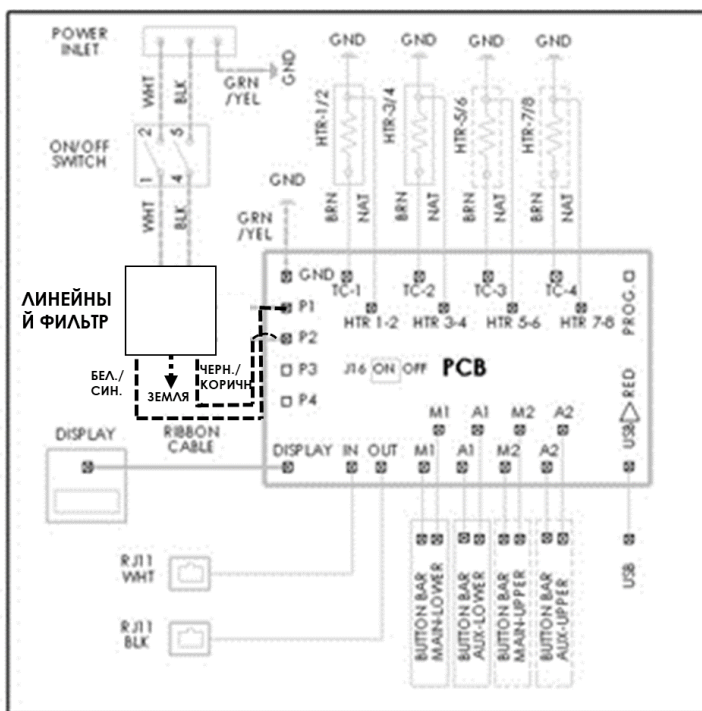 POWER
INLET
GND
GND
GND
GND
GND
WHT
BLK
GRN
/YEL
HTR-1/2
HTR-3/4
HTR-5/6
HTR-7/8
2
5
ON/OFF
SWITCH
1
4
GND
WHT
BLK
GRN
/YEL
BRN
NAT
BRN
NAT
BRN
NAT
BRN
NAT
ЛИНЕЙНЫ
Й ФИЛЬТР
GND
TC-1
TC-2
TC-3
TC-4
PROG.
P1
HTR 1-2
HTR 3-4
HTR 5-6
HTR 7-8
P2
P3
J16
ON
OFF
PCB
P4
БЕЛ./
СИН.
ЗЕМЛЯ
ЧЕРН./
КОРИЧН
M1
A1
M2
A2
USB
RED
DISPLAY
RIBBON
CABLE
DISPLAY
IN
OUT
M1
A1
M2
A2
RJ11
WHT
RJ11
BLK
BUTTON BAR
MAIN-LOWER
BUTTON BAR
AUX-LOWER
BUTTON BAR
MAIN-UPPER
BUTTON BAR
AUX-UPPER
USB